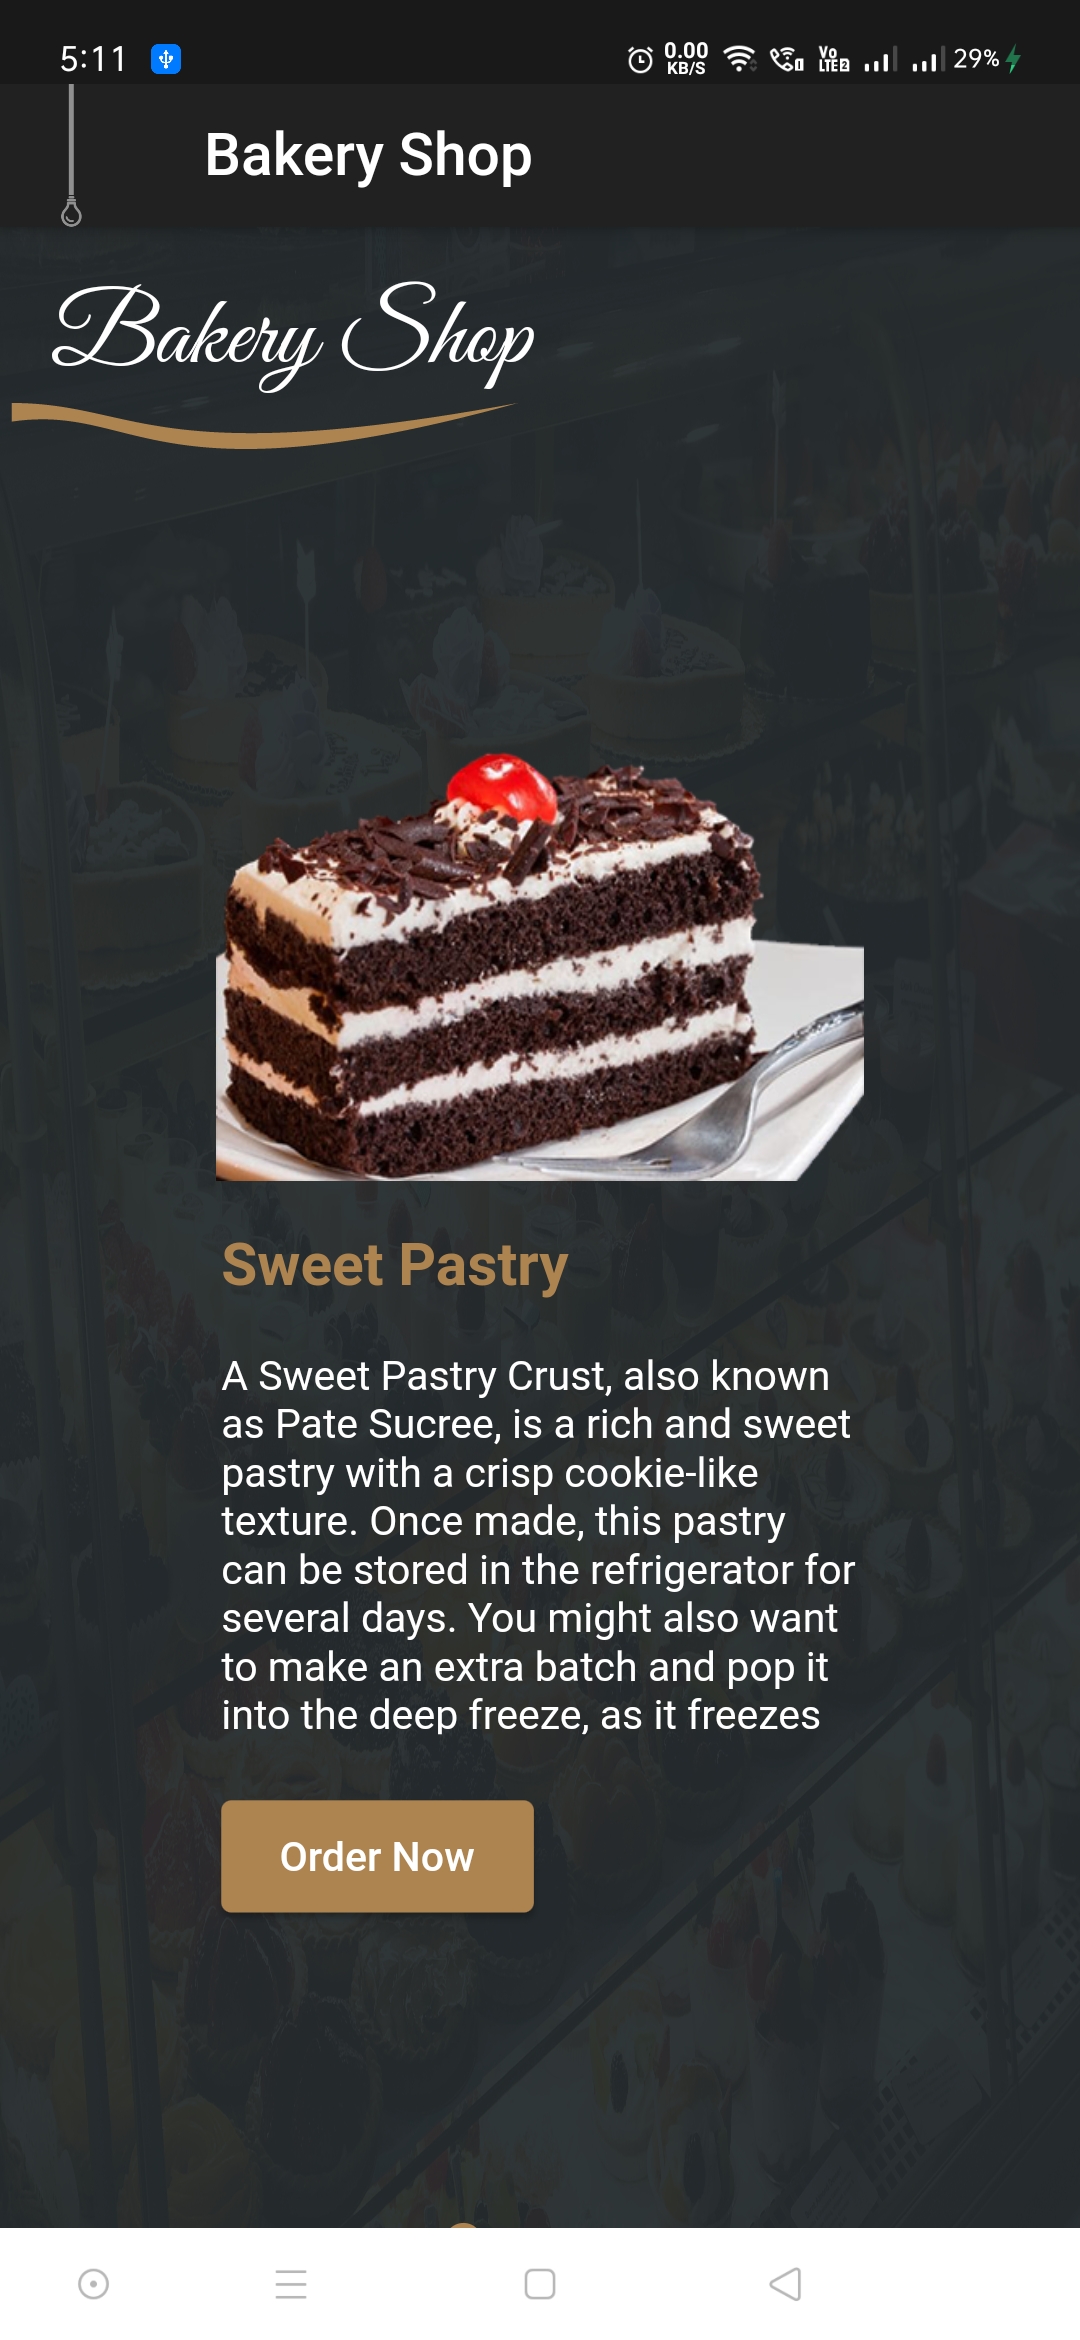 5:11
0.00 KB/S Vo LTE2 29%
Bakery Shop
Bakery Shop
Sweet Pastry
A Sweet Pastry Crust, also known
as Pate Sucree, is a rich and sweet
pastry with a crisp cookie-like
texture. Once made, this pastry
can be stored in the refrigerator for
several days. You might also want
to make an extra batch and pop it
into the deep freeze, as it freezes
Order Now